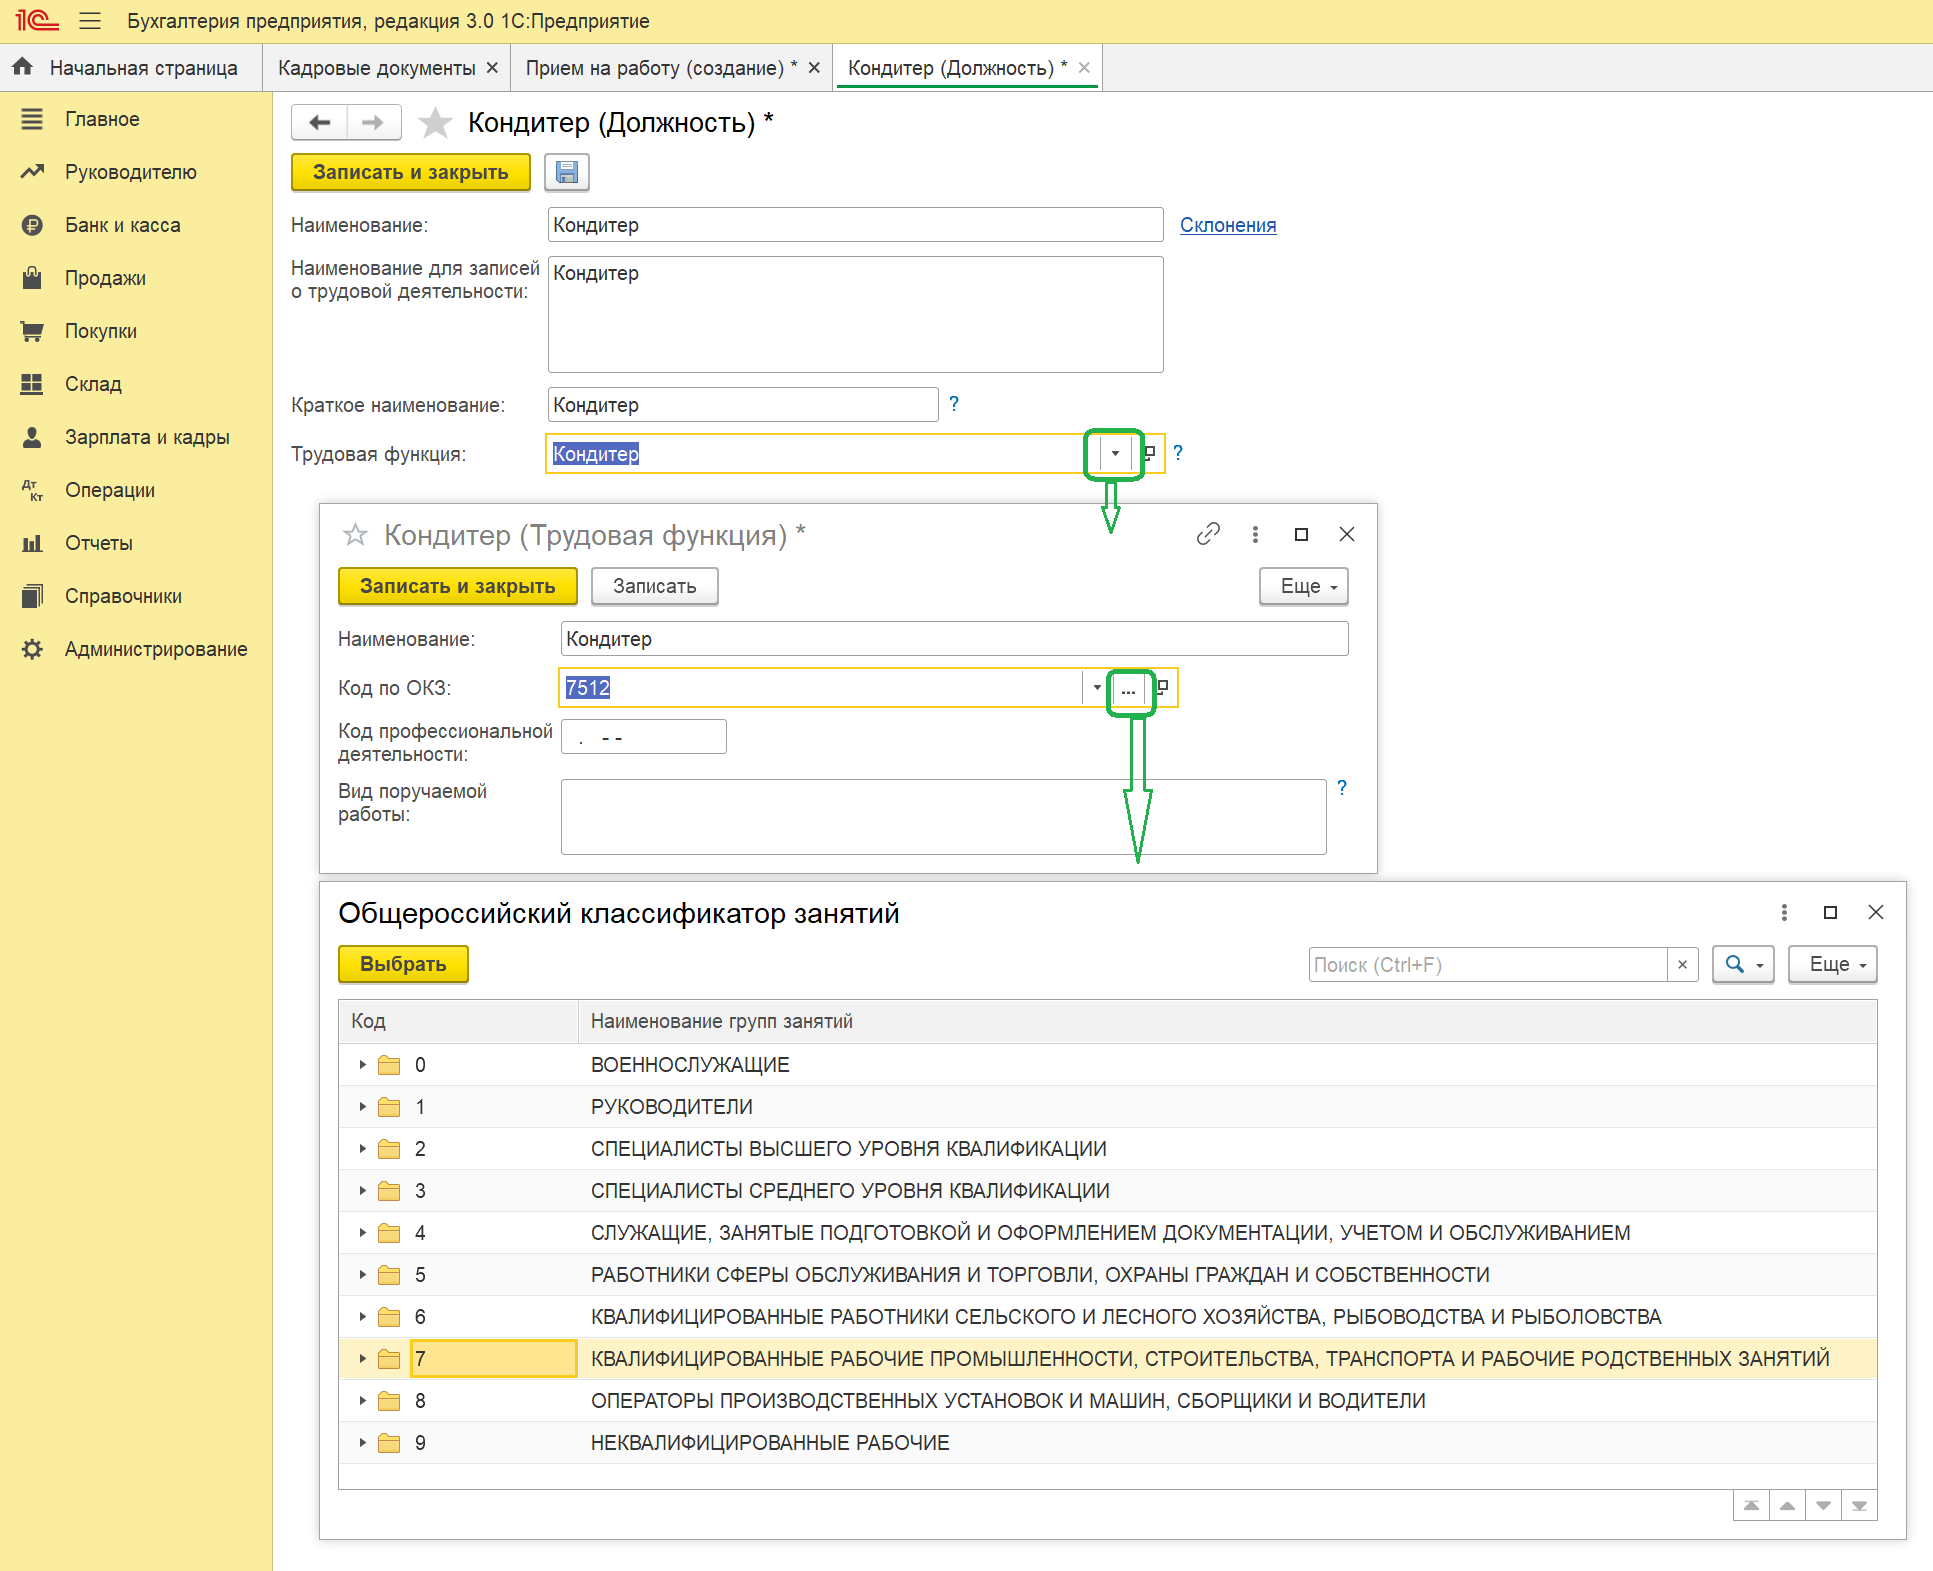 1С Бухгалтерия предприятия, редакция 3.0 1С:Предприятие
Начальная страница Кадровые документы × Прием на работу (создание) * × Кондитер (Должность) * ×
Главное
Руководителю
Банк и касса
Продажи
Покупки
Склад
Зарплата и кадры
Дт Кт Операции
Отчеты
Справочники
Администрирование
Кондитер (Должность) *
Записать и закрыть
Наименование: Кондитер Склонения
Наименование для записей Кондитер
о трудовой деятельности:
Краткое наименование: Кондитер ?
Трудовая функция: Кондитер ?
Кондитер (Трудовая функция) *
Записать и закрыть Записать Еще
Наименование: Кондитер
Код по ОКЗ: 7512 ...
Код профессиональной . - -
деятельности:
Вид поручаемой ?
работы:
Общероссийский классификатор занятий
Выбрать Поиск (Ctrl+F) × Еще
Код Наименование групп занятий
0 ВОЕННОСЛУЖАЩИЕ
1 РУКОВОДИТЕЛИ
2 СПЕЦИАЛИСТЫ ВЫСШЕГО УРОВНЯ КВАЛИФИКАЦИИ
3 СПЕЦИАЛИСТЫ СРЕДНЕГО УРОВНЯ КВАЛИФИКАЦИИ
4 СЛУЖАЩИЕ, ЗАНЯТЫЕ ПОДГОТОВКОЙ И ОФОРМЛЕНИЕМ ДОКУМЕНТАЦИИ, УЧЕТОМ И ОБСЛУЖИВАНИЕМ
5 РАБОТНИКИ СФЕРЫ ОБСЛУЖИВАНИЯ И ТОРГОВЛИ, ОХРАНЫ ГРАЖДАН И СОБСТВЕННОСТИ
6 КВАЛИФИЦИРОВАННЫЕ РАБОТНИКИ СЕЛЬСКОГО И ЛЕСНОГО ХОЗЯЙСТВА, РЫБОВОДСТВА И РЫБОЛОВСТВА
7 КВАЛИФИЦИРОВАННЫЕ РАБОЧИЕ ПРОМЫШЛЕННОСТИ, СТРОИТЕЛЬСТВА, ТРАНСПОРТА И РАБОЧИЕ РОДСТВЕННЫХ ЗАНЯТИЙ
8 ОПЕРАТОРЫ ПРОИЗВОДСТВЕННЫХ УСТАНОВОК И МАШИН, СБОРЩИКИ И ВОДИТЕЛИ
9 НЕКВАЛИФИЦИРОВАННЫЕ РАБОЧИЕ